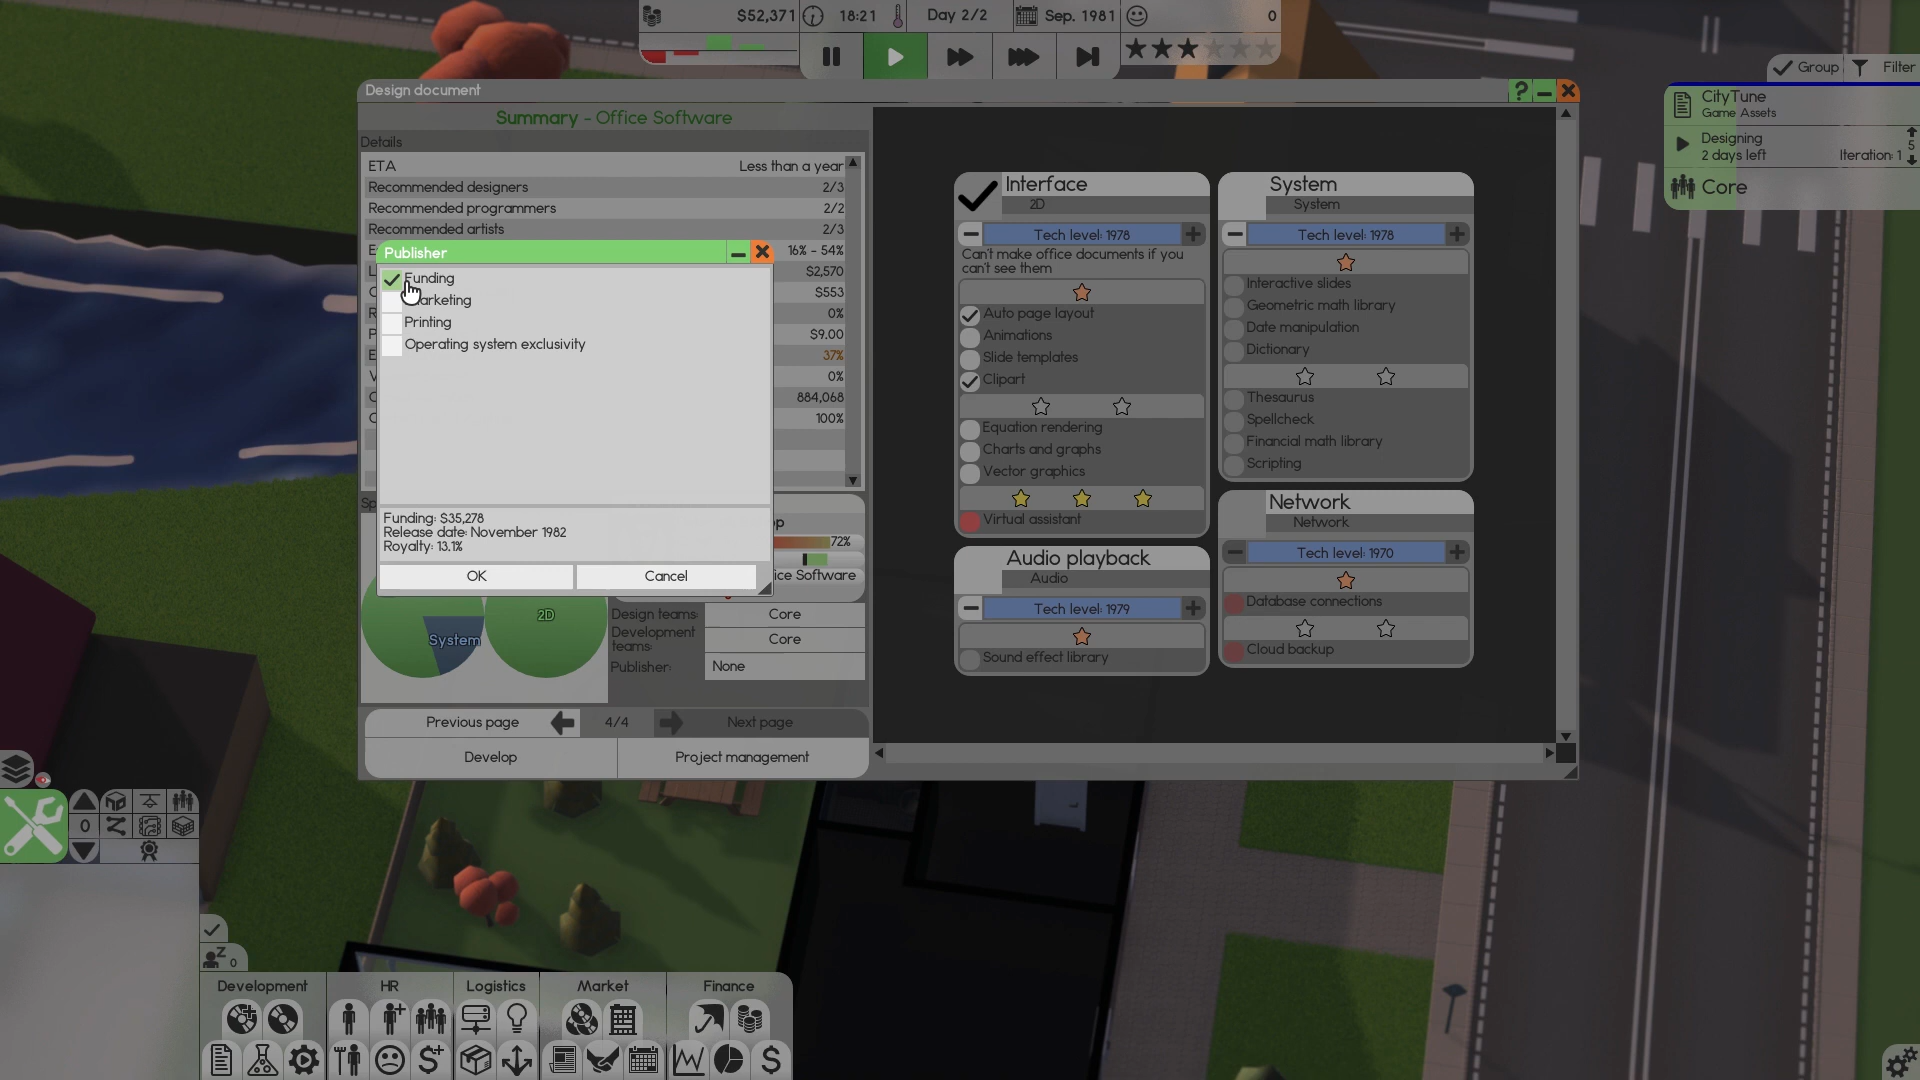 $52,371
18:21
Day 2/2
Sep. 1981
0
Group
Filter
CityTune
Game Assets
Designing
2 days left
Iteration: 1
5
Core
Design document
?
Summary - Office Software
Details
ETA
Less than a year
Recommended designers
2/3
Recommended programmers
2/2
Recommended artists
2/3
16% - 54%
$2,570
$553
0%
$9.00
37%
0%
884,068
100%
Publisher
Funding
arketing
Printing
Operating system exclusivity
Funding: $35,278
Release date: November 1982
Royalty: 13.1%
OK
Cancel
72%
ice Software
System
2D
Design teams:
Core
Development
teams:
Core
Publisher:
None
Previous page
4/4
Next page
Develop
Project management
Interface
2D
Tech level: 1978
Can't make office documents if you
can't see them
Auto page layout
Animations
Slide templates
Clipart
Equation rendering
Charts and graphs
Vector graphics
Virtual assistant
Audio playback
Audio
Tech level: 1979
Sound effect library
System
System
Tech level: 1978
Interactive slides
Geometric math library
Date manipulation
Dictionary
Thesaurus
Spellcheck
Financial math library
Scripting
Network
Network
Tech level: 1970
Database connections
Cloud backup
0
0
Development
HR
Logistics
Market
Finance